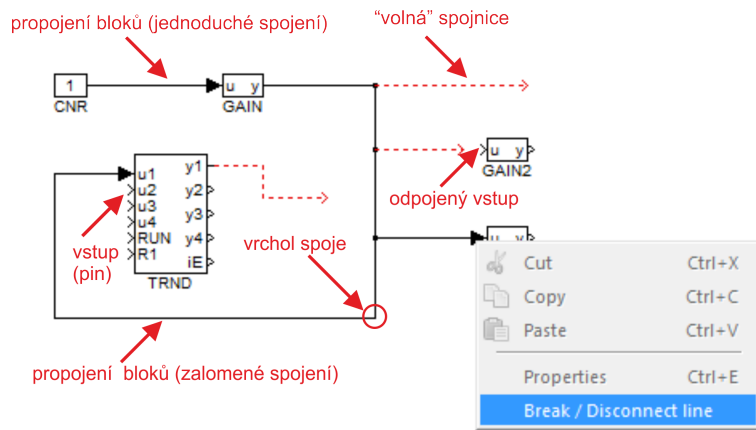 propojení bloků (jednoduché spojení)
“volná” spojnice
1
CNR
u y
GAIN
u y
GAIN2
odpojený vstup
u1 y1
u2 y2
u3 y3
u4 y4
RUN
R1 iE
TRND
vstup
(pin)
vrchol spoje
u y
propojení bloků (zalomené spojení)
Cut Ctrl+X
Copy Ctrl+C
Paste Ctrl+V
Properties Ctrl+E
Break / Disconnect line